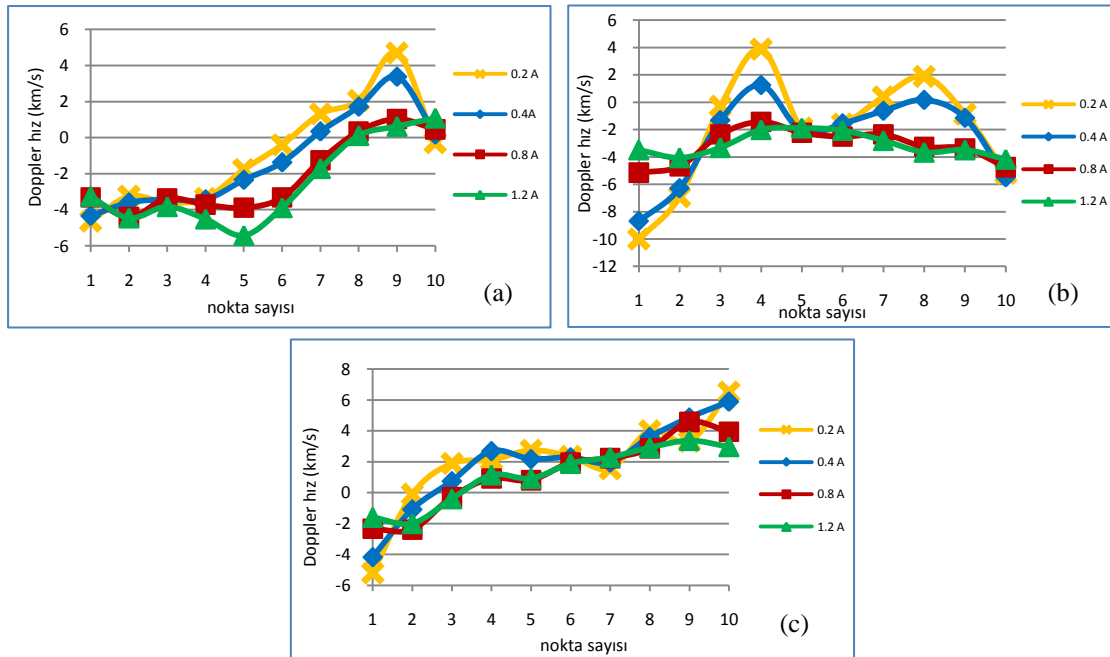 6
4
2
0
-2
-4
-6
Doppler hız (km/s)
1 2 3 4 5 6 7 8 9 10
nokta sayısı
0.2 A
0.4A
0.8 A
1.2 A
(a)
6
4
2
0
-2
-4
-6
-8
-10
-12
Doppler hız (km/s)
1 2 3 4 5 6 7 8 9 10
nokta sayısı
0.2 A
0.4 A
0.8 A
1.2 A
(b)
8
6
4
2
0
-2
-4
-6
Doppler hız (km/s)
1 2 3 4 5 6 7 8 9 10
nokta sayısı
0.2 A
0.4 A
0.8 A
1.2 A
(c)